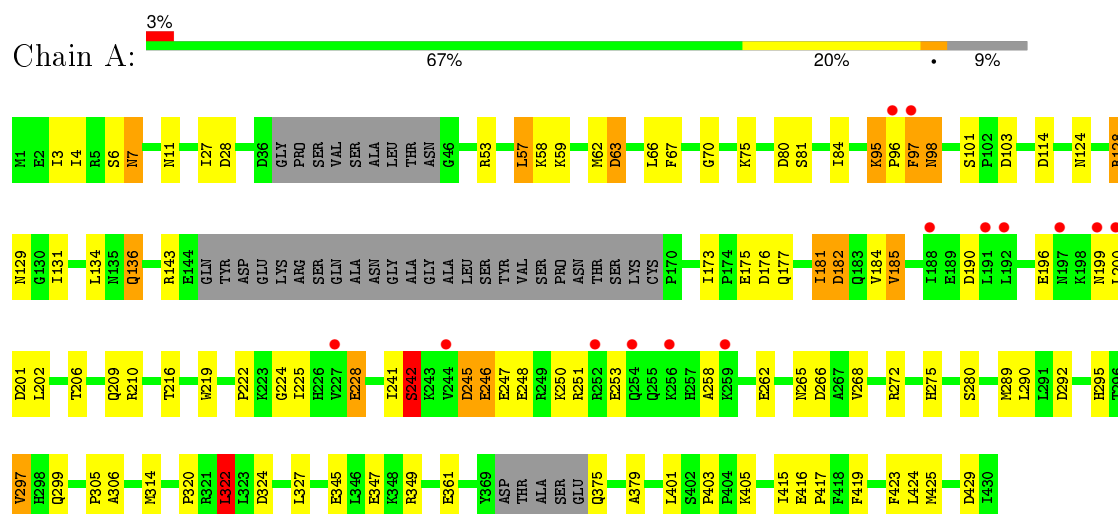 3%
Chain A:
67% 20% • 9%
M1 E2 I3 I4 R5 S6 N7 N11 I27 D28 D36 GLY PRO SER VAL SER ALA LEU THR ASN G46 R53 L57 K58 K59 M62 D63 L66 F67 G70 K75 D80 S81 I84 K95 P96 F97 N98 S101 P102 D103 D114 N124
N129 G130 I131 L134 N135 Q136 R143 E144 GLN TYR ASP GLU LYS ARG SER GLN ALA ASN GLY ALA GLY ALA LEU SER TYR VAL SER PRO ASN THR SER LYS CYS P170 I173 P174 E175 D176 Q177 I181 D182 Q183 V184 V185 I188 E189 D190 L191 L192 E196 N197 K198 N199
D201 L202 T206 Q209 R210 T216 W219 P222 K223 G224 I225 H226 V227 E228 I241 S242 K243 V244 D245 E246 E247 E248 R249 K250 R251 R252 E253 Q254 Q255 K256 H257 A258 K259 E262 N265 D266 A267 V268 R272 H275 S280 M289 L290 L291 D292 H295
V297 H298 Q299 P305 A306 M314 P320 R321 L322 L323 D324 L327 E345 L346 E347 K348 R349 E361 Y369 ASP THR ALA SER GLU Q375 A379 L401 S402 P403 P404 K405 I415 E416 P417 F418 F419 F423 L424 M425 D429 I430